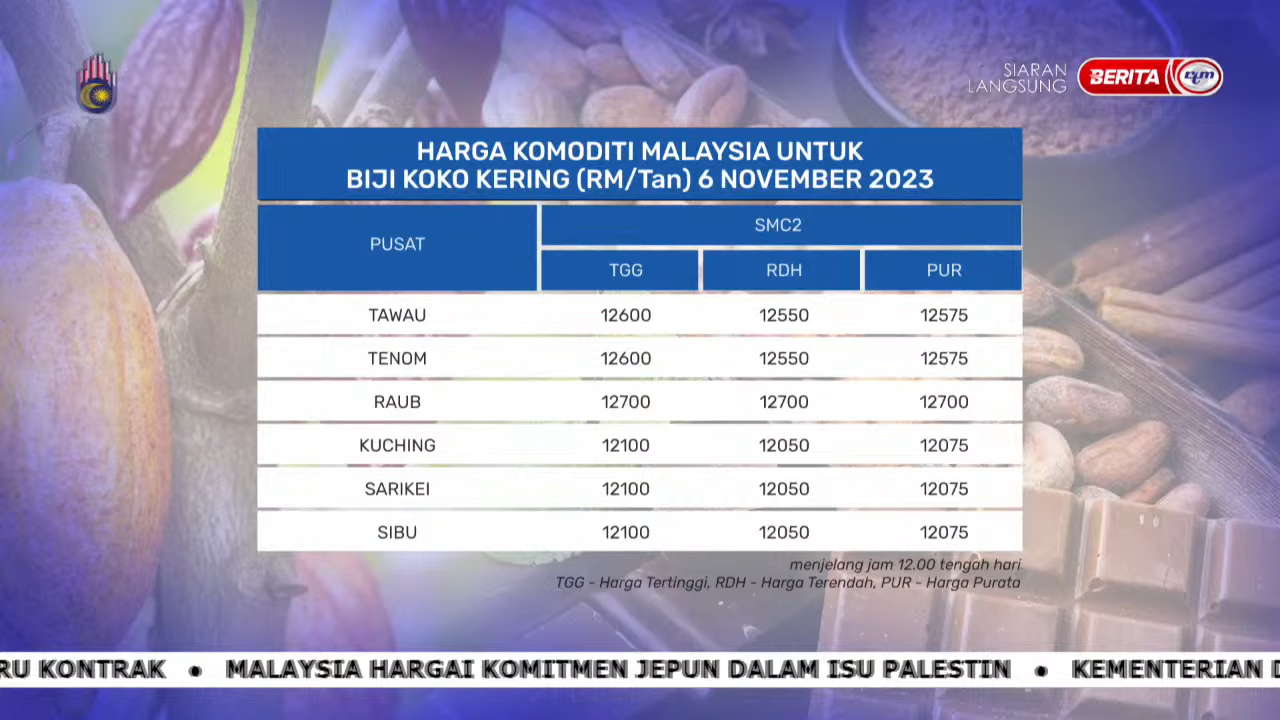 SIARAN
LANGSUNG
BERITA rtm
HARGA KOMODITI MALAYSIA UNTUK
BIJI KOKO KERING (RM/Tan) 6 NOVEMBER 2023
PUSAT SMC2
TGG RDH PUR
TAWAU 12600 12550 12575
TENOM 12600 12550 12575
RAUB 12700 12700 12700
KUCHING 12100 12050 12075
SARIKEI 12100 12050 12075
SIBU 12100 12050 12075
menjelang jam 12.00 tengah hari
TGG - Harga Tertinggi, RDH - Harga Terendah, PUR - Harga Purata
RU KONTRAK ● MALAYSIA HARGAI KOMITMEN JEPUN DALAM ISU PALESTIN ● KEMENTERIAN D